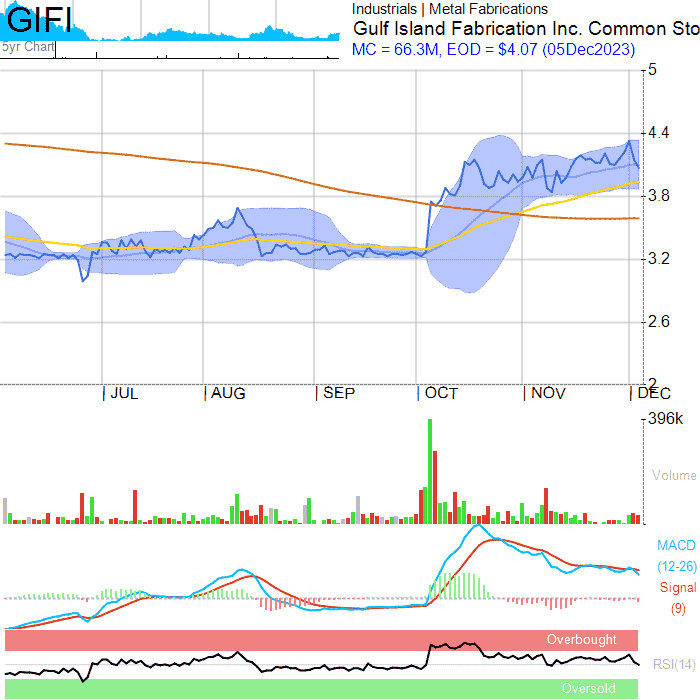 GIFI
5yr Chart
Industrials | Metal Fabrications
Gulf Island Fabrication Inc. Common Sto
MC = 66.3M, EOD = $4.07 (05Dec2023)
5
4.4
3.8
3.2
2.6
2
| JUL | AUG | SEP | OCT | NOV | DEC
396k
Volume
MACD
(12-26)
Signal
(9)
Overbought
RSI(14)
Oversold